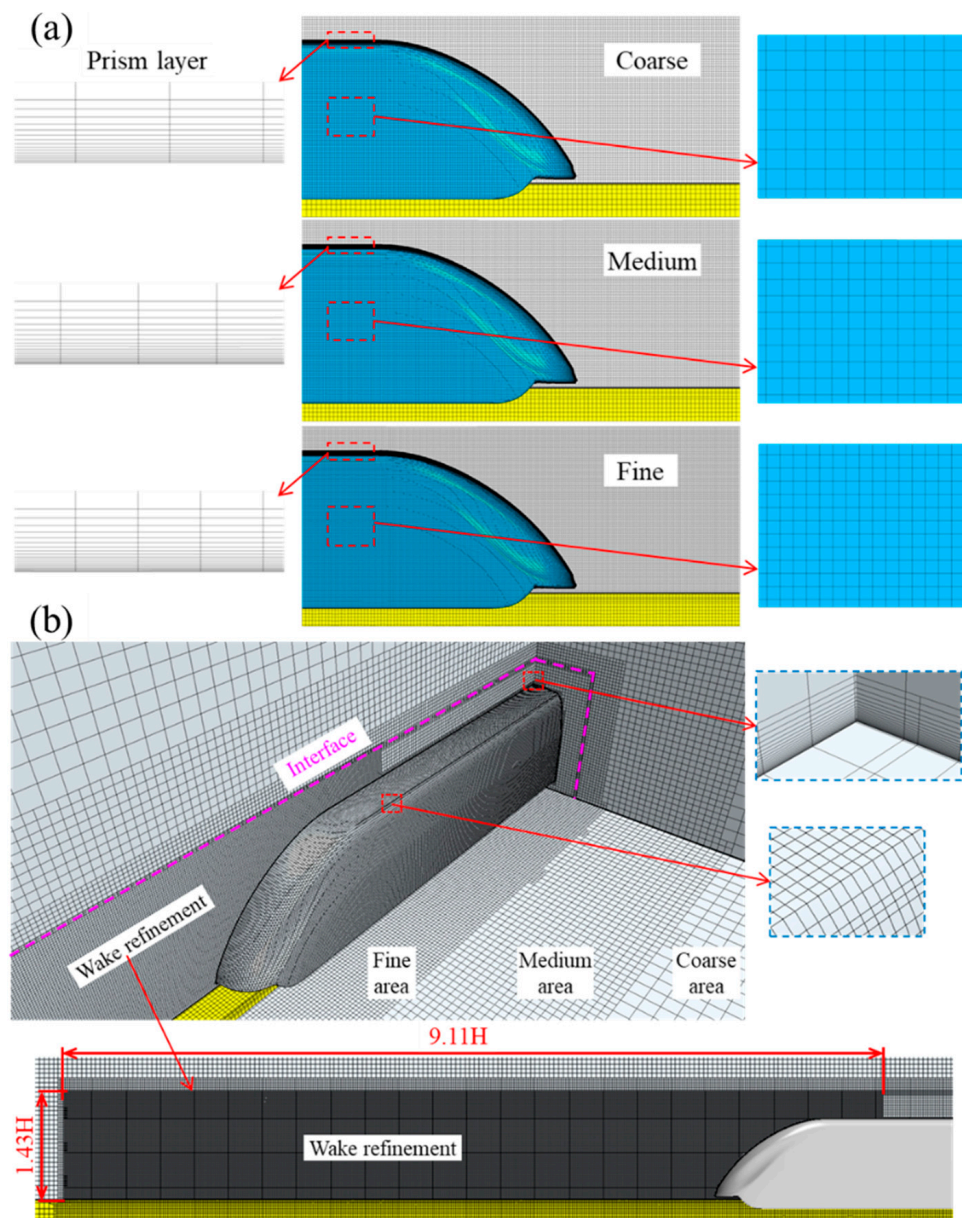 (a)
Prism layer
Coarse
Medium
Fine
(b)
Interface
Wake refinement
Fine
area
Medium
area
Coarse
area
9.11H
1.43H
Wake refinement